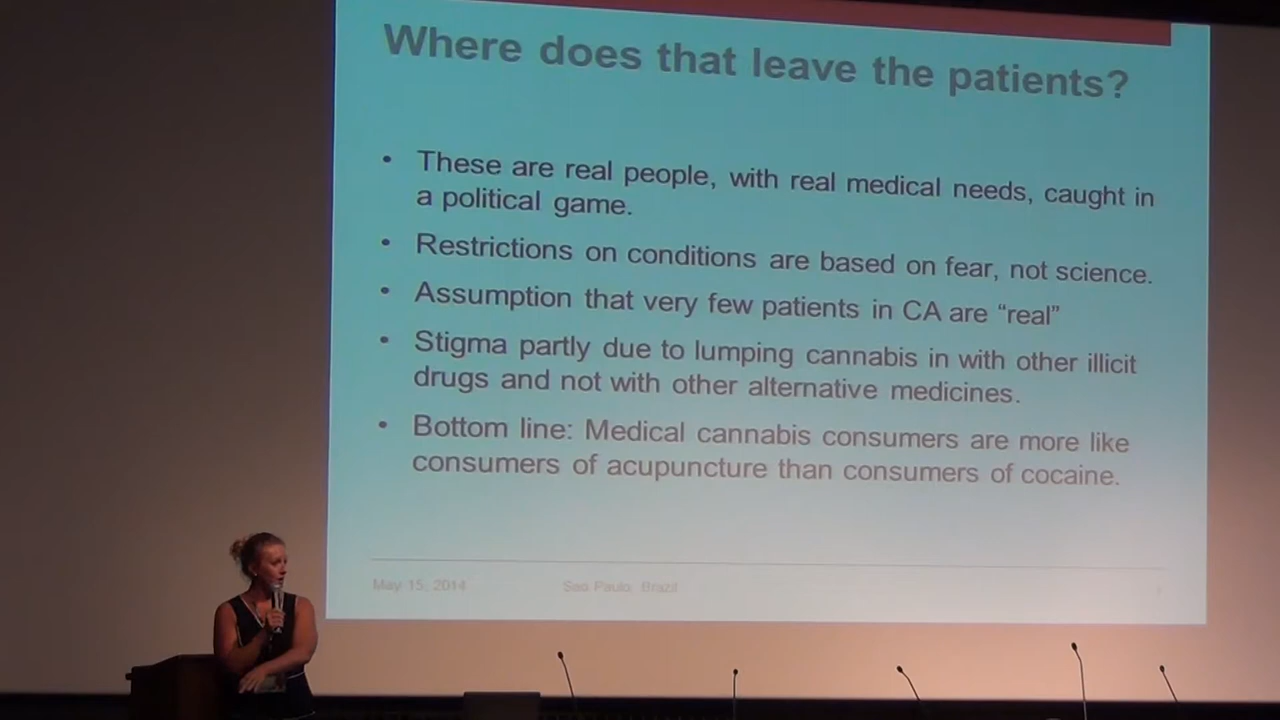 Where does that leave the patients?
• These are real people, with real medical needs, caught in
a political game.
• Restrictions on conditions are based on fear, not science.
• Assumption that very few patients in CA are “real”
• Stigma partly due to lumping cannabis in with other illicit
drugs and not with other alternative medicines.
• Bottom line: Medical cannabis consumers are more like
consumers of acupuncture than consumers of cocaine.
May 15, 2014
Sao Paulo, Brazil